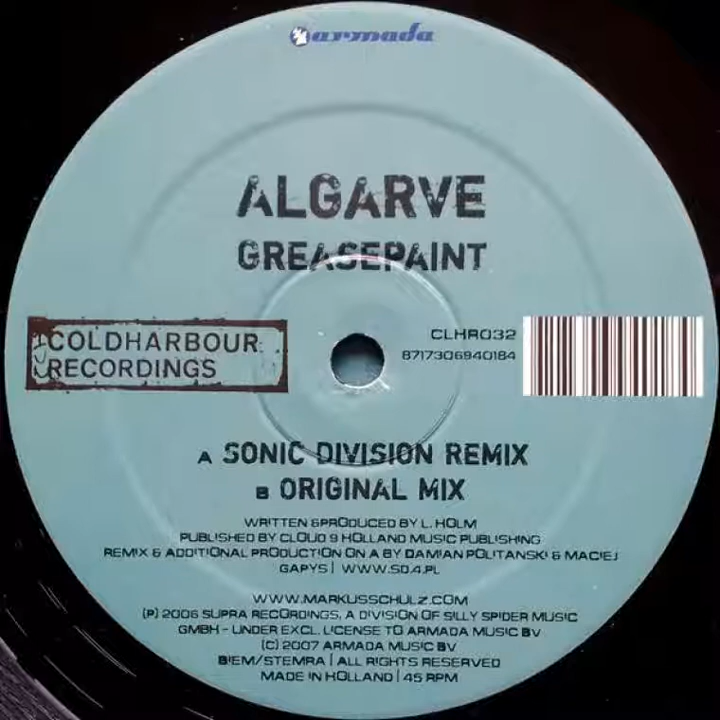 armada
ALGARVE
GREASEPAINT
COLDHARBOUR
RECORDINGS
CLHR032
8717306940184
A SONIC DIVISION REMIX
B ORIGINAL MIX
WRITTEN &PRODUCED BY L. HOLM
PUBLISHED BY CLOUD 9 HOLLAND MUSIC PUBLISHING
REMIX & ADDITIONAL PRODUCTION ON A BY DAMIAN POLITANSKI & MACIEJ
GAPYS | WWW.SD.4.PL
WWW.MARKUSSCHULZ.COM
(P) 2006 SUPRA RECORDINGS, A DIVISION OF SILLY SPIDER MUSIC
GMBH - UNDER EXCL. LICENSE TO ARMADA MUSIC BV
(C) 2007 ARMADA MUSIC BV
BIEM/STEMRA | ALL RIGHTS RESERVED
MADE IN HOLLAND | 45 RPM